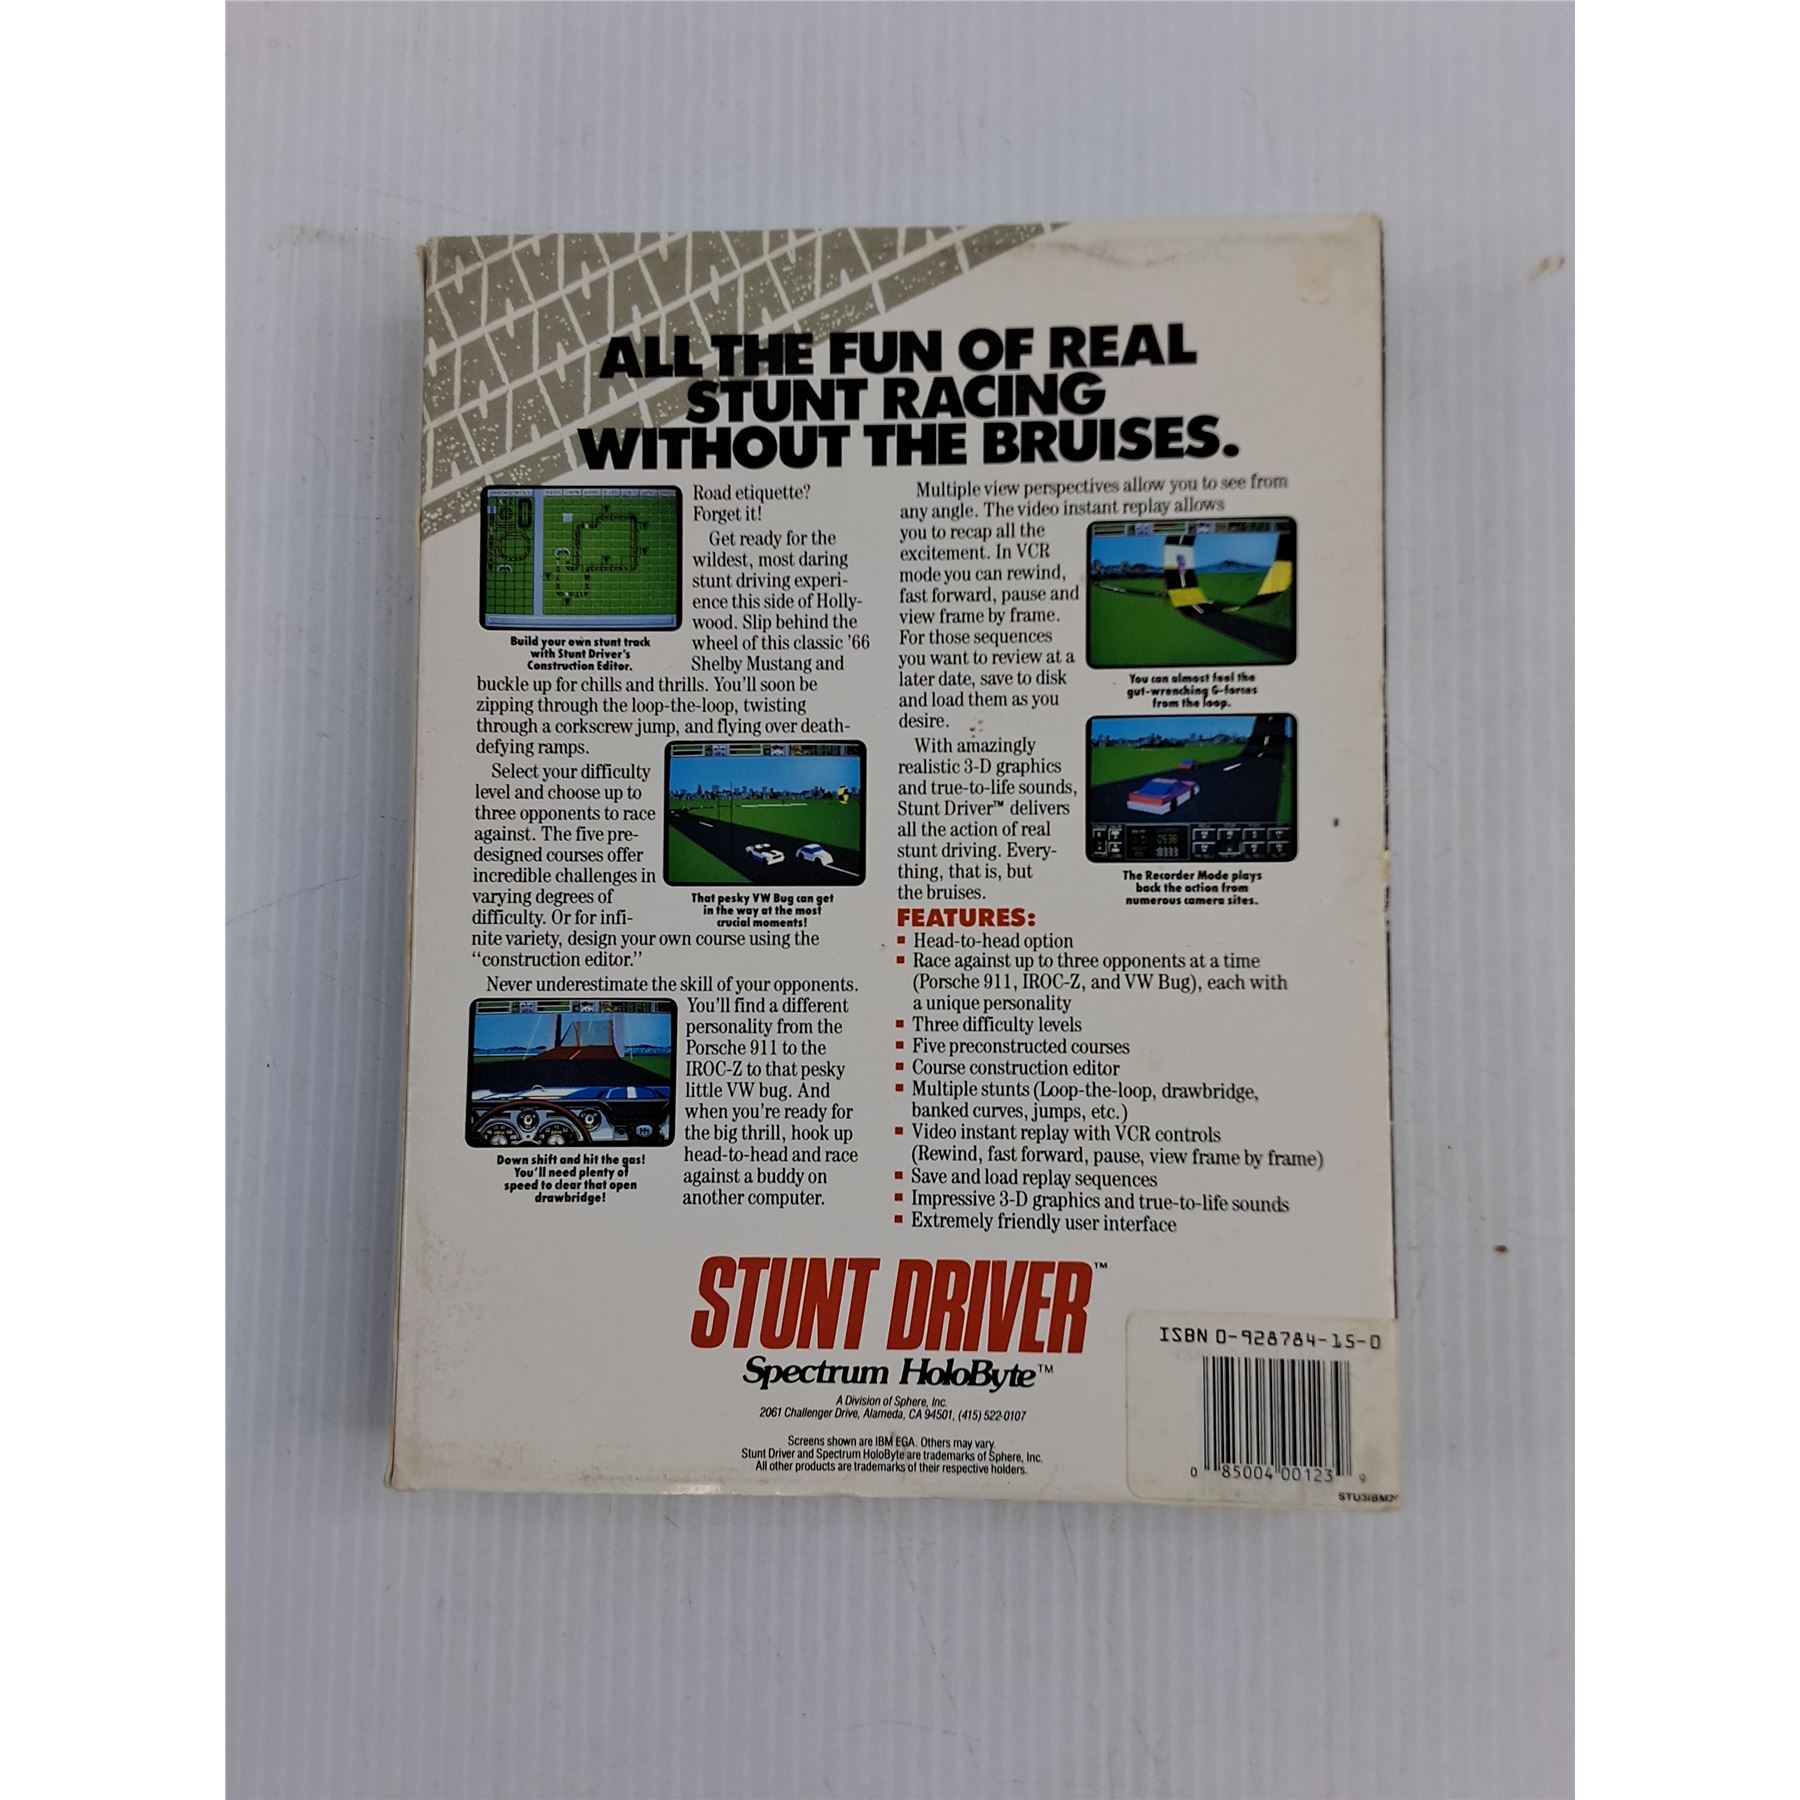 ALL THE FUN OF REAL
STUNT RACING
WITHOUT THE BRUISES.
Road etiquette?
Forget it!
Get ready for the
wildest, most daring
stunt driving experi-
ence this side of Holly-
wood. Slip behind the
wheel of this classic '66
Shelby Mustang and
buckle up for chills and thrills. You'll soon be
zipping through the loop-the-loop, twisting
through a corkscrew jump, and flying over death-
defying ramps.
Build your own stunt track
with Stunt Driver's
Construction Editor.
Select your difficulty
level and choose up to
three opponents to race
against. The five pre-
designed courses offer
incredible challenges in
varying degrees of
difficulty. Or for infi-
nite variety, design your own course using the
"construction editor."
That pesky VW Bug can get
in the way at the most
crucial moments!
Never underestimate the skill of your opponents.
You'll find a different
personality from the
Porsche 911 to the
IROC-Z to that pesky
little VW bug. And
when you're ready for
the big thrill, hook up
head-to-head and race
against a buddy on
another computer.
Down shift and hit the gas!
You'll need plenty of
speed to clear that open
drawbridge!
Multiple view perspectives allow you to see from
any angle. The video instant replay allows
you to recap all the
excitement. In VCR
mode you can rewind,
fast forward, pause and
view frame by frame.
For those sequences
you want to review at a
later date, save to disk
and load them as you
desire.
You can almost feel the
gut-wrenching G-forces
from the loop.
With amazingly
realistic 3-D graphics
and true-to-life sounds,
Stunt Driver™ delivers
all the action of real
stunt driving. Every-
thing, that is, but
the bruises.
The Recorder Mode plays
back the action from
numerous camera sites.
FEATURES:
▪ Head-to-head option
▪ Race against up to three opponents at a time
(Porsche 911, IROC-Z, and VW Bug), each with
a unique personality
▪ Three difficulty levels
▪ Five preconstructed courses
▪ Course construction editor
▪ Multiple stunts (Loop-the-loop, drawbridge,
banked curves, jumps, etc.)
▪ Video instant replay with VCR controls
(Rewind, fast forward, pause, view frame by frame)
▪ Save and load replay sequences
▪ Impressive 3-D graphics and true-to-life sounds
▪ Extremely friendly user interface
STUNT DRIVER™
Spectrum HoloByte™
A Division of Sphere, Inc.
2061 Challenger Drive, Alameda, CA 94501, (415) 522-0107
Screens shown are IBM EGA. Others may vary.
Stunt Driver and Spectrum HoloByte are trademarks of Sphere, Inc.
All other products are trademarks of their respective holders.
ISBN 0-928784-15-0
0 85004 00123 9